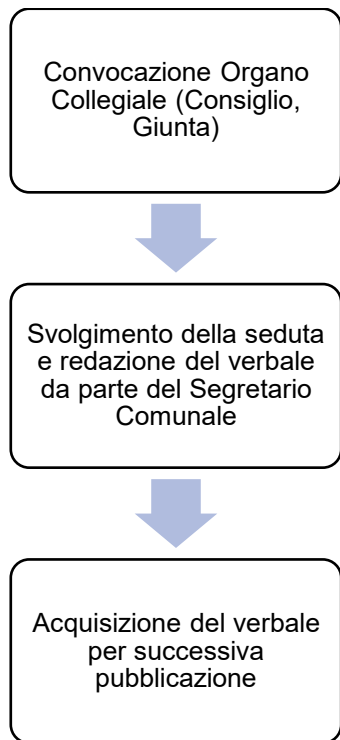 Convocazione Organo
Collegiale (Consiglio,
Giunta)
Svolgimento della seduta
e redazione del verbale
da parte del Segretario
Comunale
Acquisizione del verbale
per successiva
pubblicazione